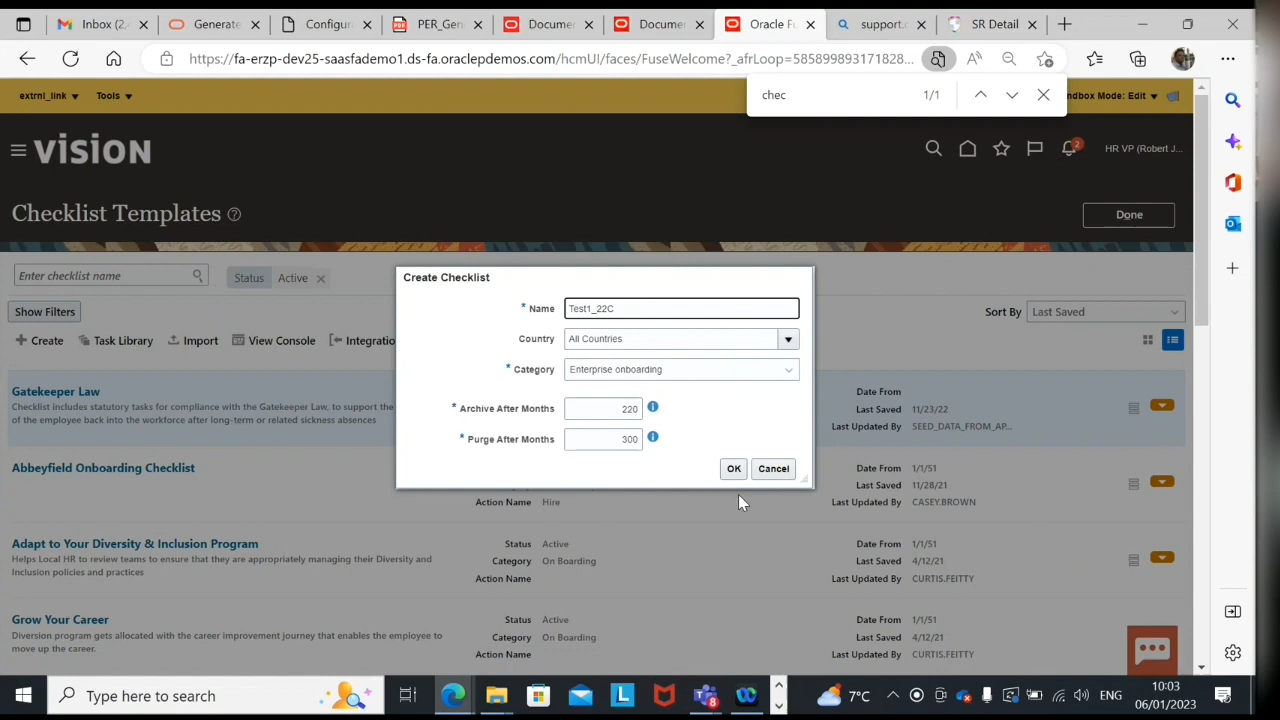 Inbox (2.
Generate
Configur
PER_Gen
Docume
Docume
Oracle Fu
support.c
SR Detail
https://fa-erzp-dev25-saasfademo1.ds-fa.oraclepdemos.com/hcmUI/faces/FuseWelcome?_afrLoop=585899893171828...
chec 1/1
extrnl_link Tools
ndbox Mode: Edit
VISION
2
HR VP (Robert J...
Checklist Templates
Done
Enter checklist name
Status Active
Show Filters
Sort By Last Saved
Create Task Library Import View Console Integratio
Create Checklist
* Name Test1_22C
Country All Countries
* Category Enterprise onboarding
* Archive After Months 220
* Purge After Months 300
OK Cancel
Gatekeeper Law
Checklist includes statutory tasks for compliance with the Gatekeeper Law, to support the
of the employee back into the workforce after long-term or related sickness absences
Date From
Last Saved 11/23/22
Last Updated By SEED_DATA_FROM_AP...
Abbeyfield Onboarding Checklist
Action Name Hire
Date From 1/1/51
Last Saved 11/28/21
Last Updated By CASEY.BROWN
Adapt to Your Diversity & Inclusion Program
Helps Local HR to review teams to ensure that they are appropriately managing their Diversity and
Inclusion policies and practices
Status Active
Category On Boarding
Action Name
Date From 1/1/51
Last Saved 4/12/21
Last Updated By CURTIS.FEITTY
Grow Your Career
Diversion program gets allocated with the career improvement journey that enables the employee to
move up the career.
Status Active
Category On Boarding
Action Name
Date From 1/1/51
Last Saved 4/12/21
Last Updated By CURTIS.FEITTY
Type here to search
7°C
ENG
10:03
06/01/2023